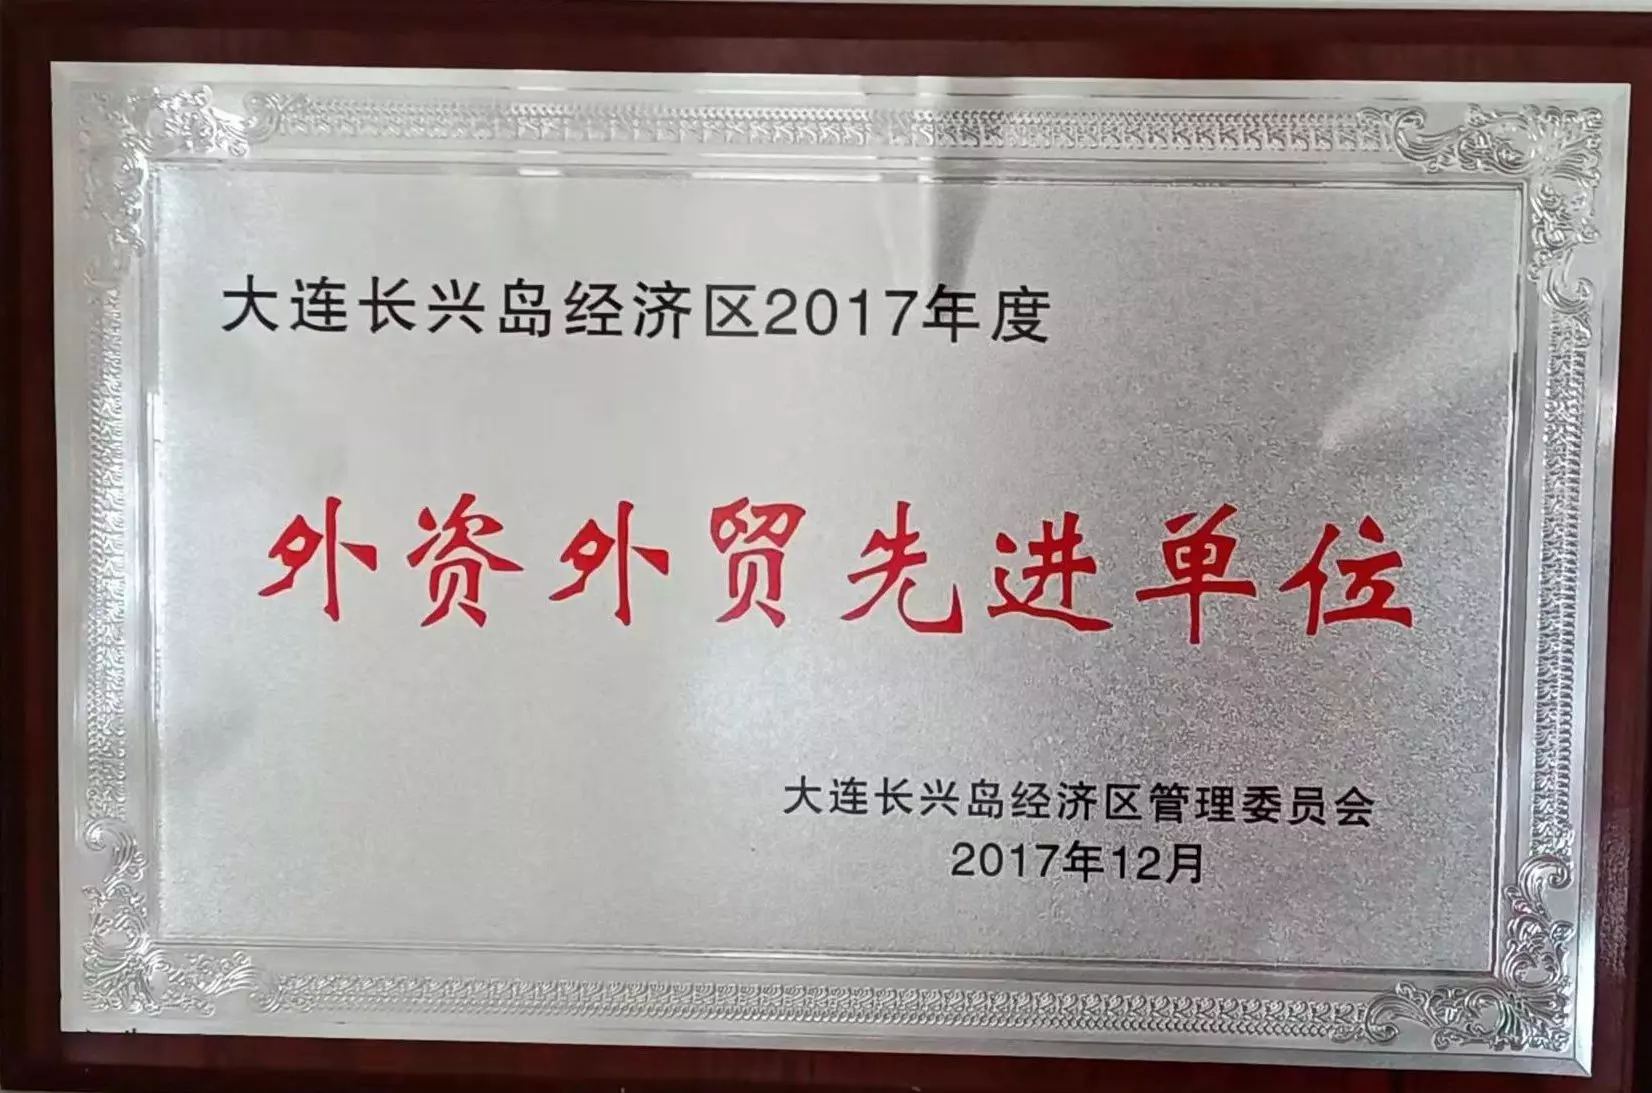 大连长兴岛经济区2017年度
外资外贸先进单位
大连长兴岛经济区管理委员会
2017年12月